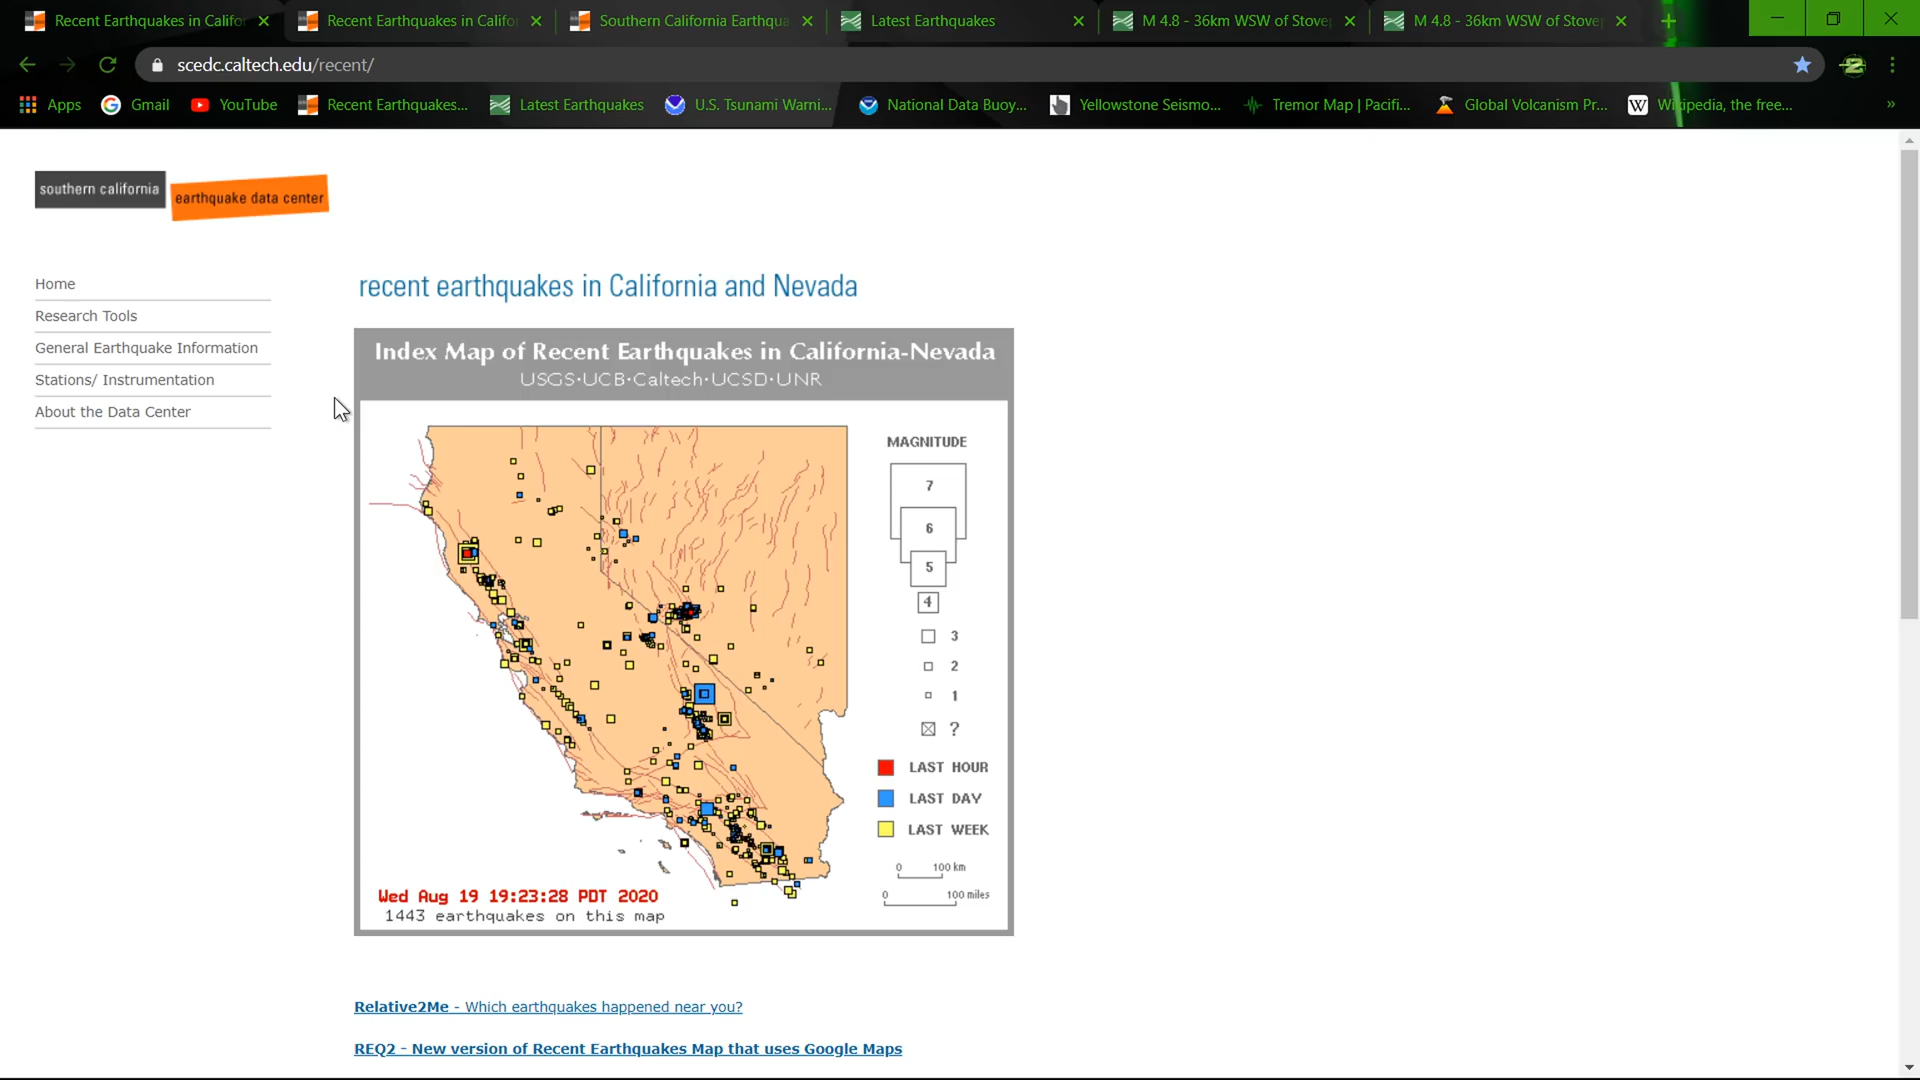 Recent Earthquakes in Califor
Recent Earthquakes in Califor
Southern California Earthqua
Latest Earthquakes
M 4.8 - 36km WSW of Stovep
M 4.8 - 36km WSW of Stovep
scedc.caltech.edu/recent/
Apps
Gmail
YouTube
Recent Earthquakes...
Latest Earthquakes
U.S. Tsunami Warni...
National Data Buoy...
Yellowstone Seismo...
Tremor Map | Pacifi...
Global Volcanism Pr...
W
Wikipedia, the free...
»
southern california
earthquake data center
Home
Research Tools
General Earthquake Information
Stations/ Instrumentation
About the Data Center
recent earthquakes in California and Nevada
Index Map of Recent Earthquakes in California-Nevada
USGS·UCB·Caltech·UCSD·UNR
MAGNITUDE
7
6
5
4
3
2
1
?
LAST HOUR
LAST DAY
LAST WEEK
0 100 km
0 100 miles
Wed Aug 19 19:23:28 PDT 2020
1443 earthquakes on this map
Relative2Me - Which earthquakes happened near you?
REQ2 - New version of Recent Earthquakes Map that uses Google Maps